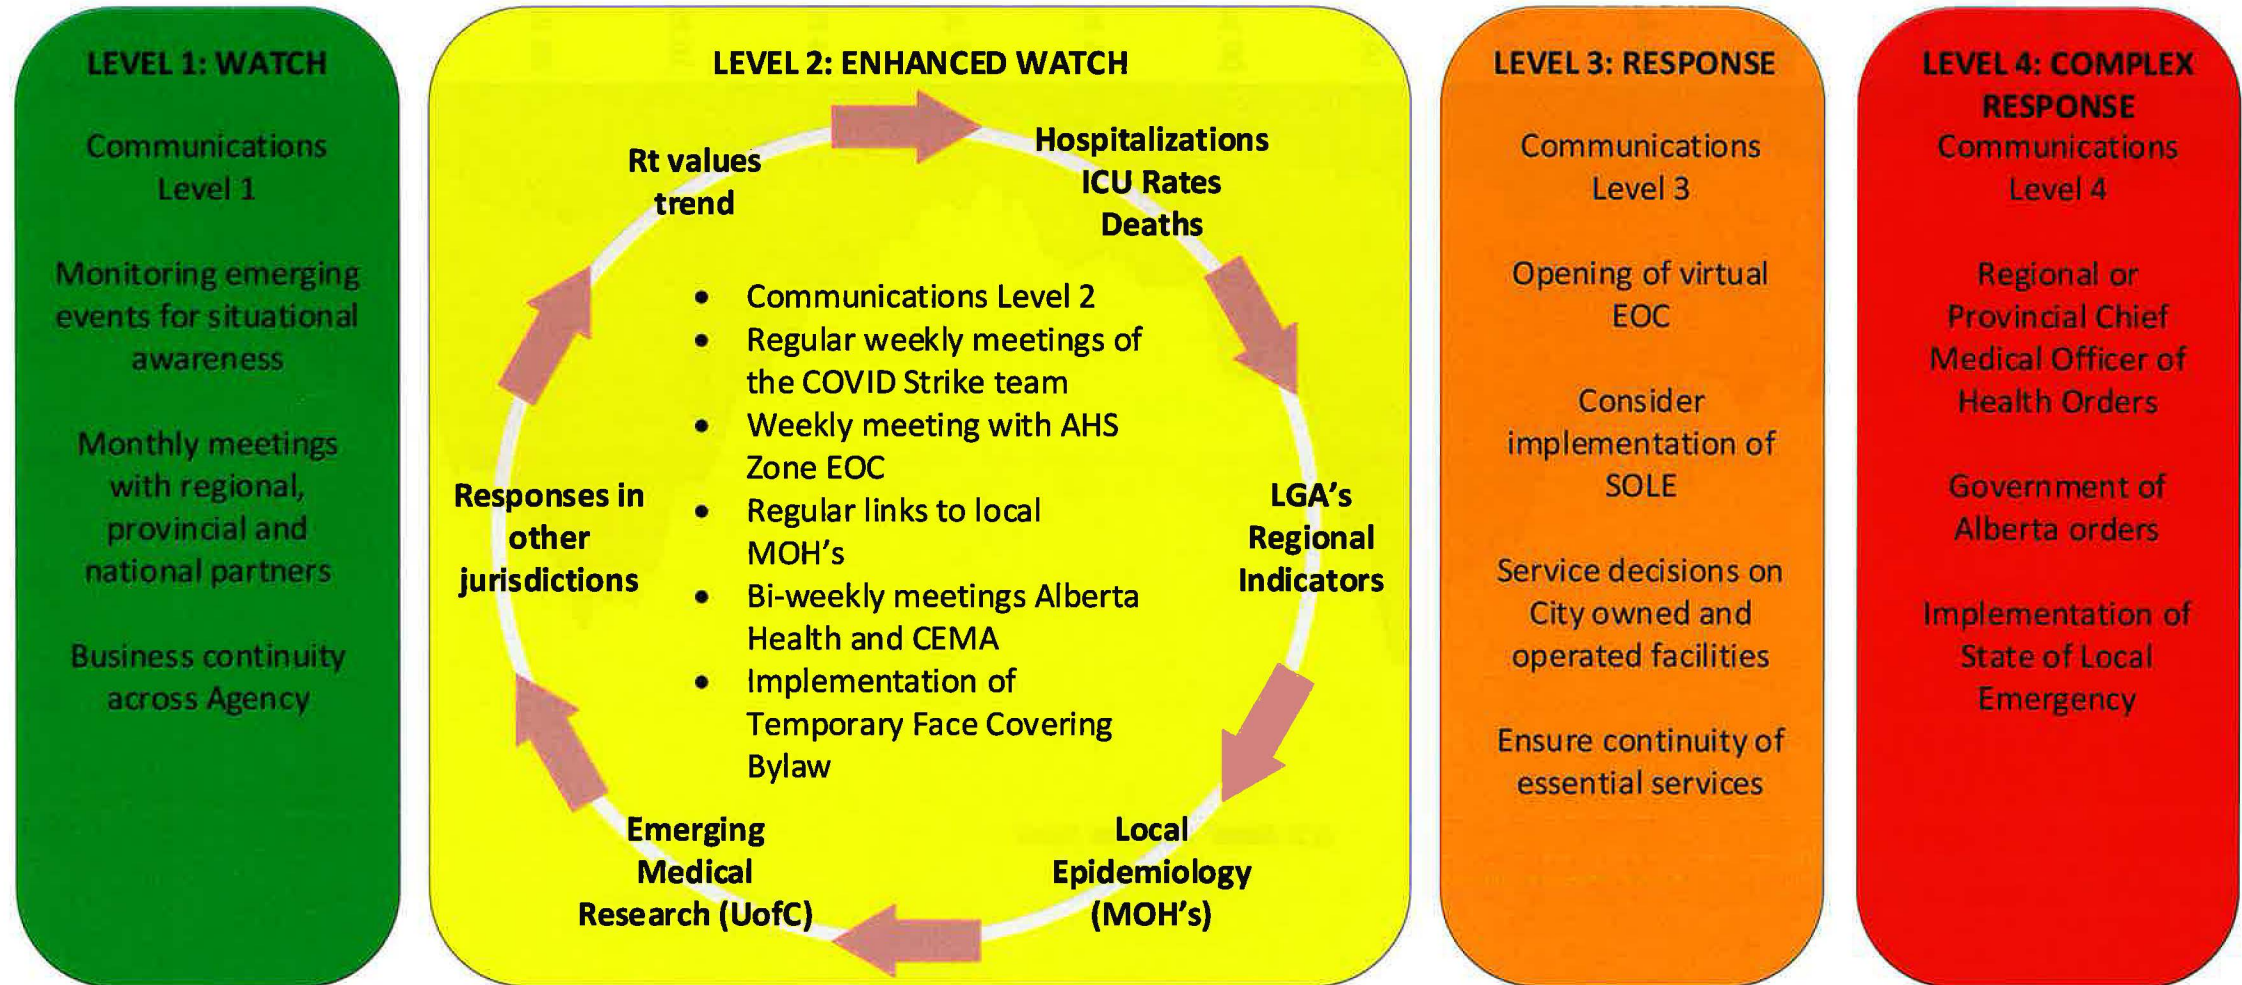 LEVEL 1: WATCH
Communications
Level 1
Monitoring emerging
events for situational
awareness
Monthly meetings
with regional,
provincial and
national partners
Business continuity
across Agency
LEVEL 2: ENHANCED WATCH
Rt values
trend
Hospitalizations
ICU Rates
Deaths
LGA's
Regional
Indicators
Local
Epidemiology
(MOH's)
Emerging
Medical
Research (UofC)
Responses in
other
jurisdictions
• Communications Level 2
• Regular weekly meetings of
the COVID Strike team
• Weekly meeting with AHS
Zone EOC
• Regular links to local
MOH's
• Bi-weekly meetings Alberta
Health and CEMA
• Implementation of
Temporary Face Covering
Bylaw
LEVEL 3: RESPONSE
Communications
Level 3
Opening of virtual
EOC
Consider
implementation of
SOLE
Service decisions on
City owned and
operated facilities
Ensure continuity of
essential services
LEVEL 4: COMPLEX
RESPONSE
Communications
Level 4
Regional or
Provincial Chief
Medical Officer of
Health Orders
Government of
Alberta orders
Implementation of
State of Local
Emergency